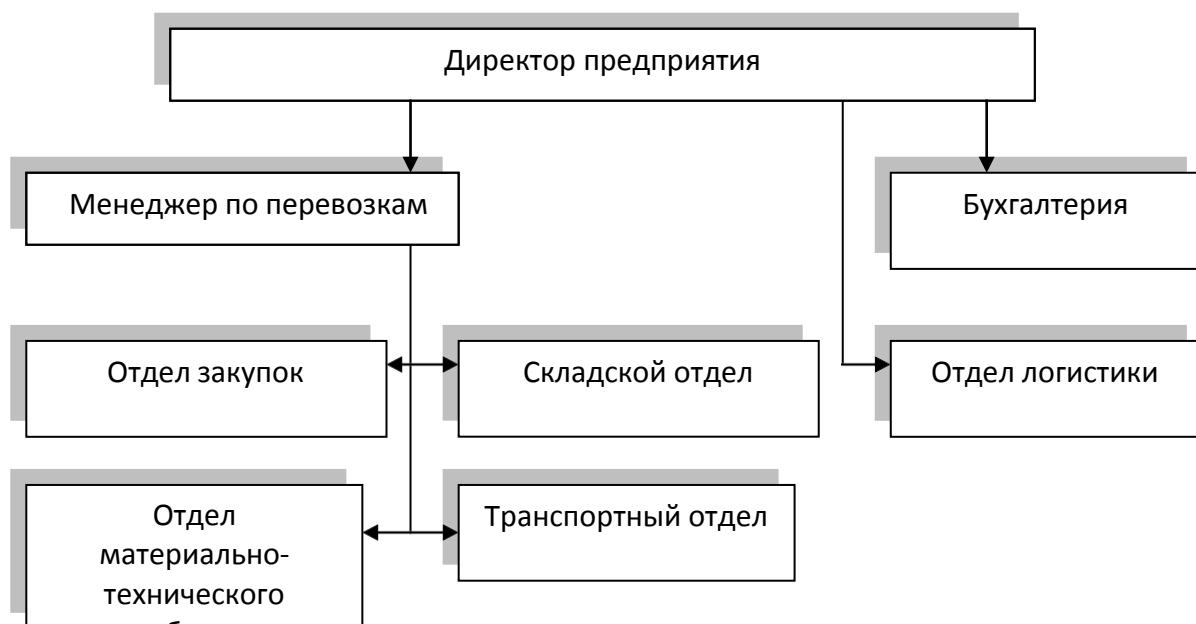 Директор предприятия
Менеджер по перевозкам
Бухгалтерия
Отдел закупок
Складской отдел
Отдел логистики
Отдел
материально-
технического
Транспортный отдел